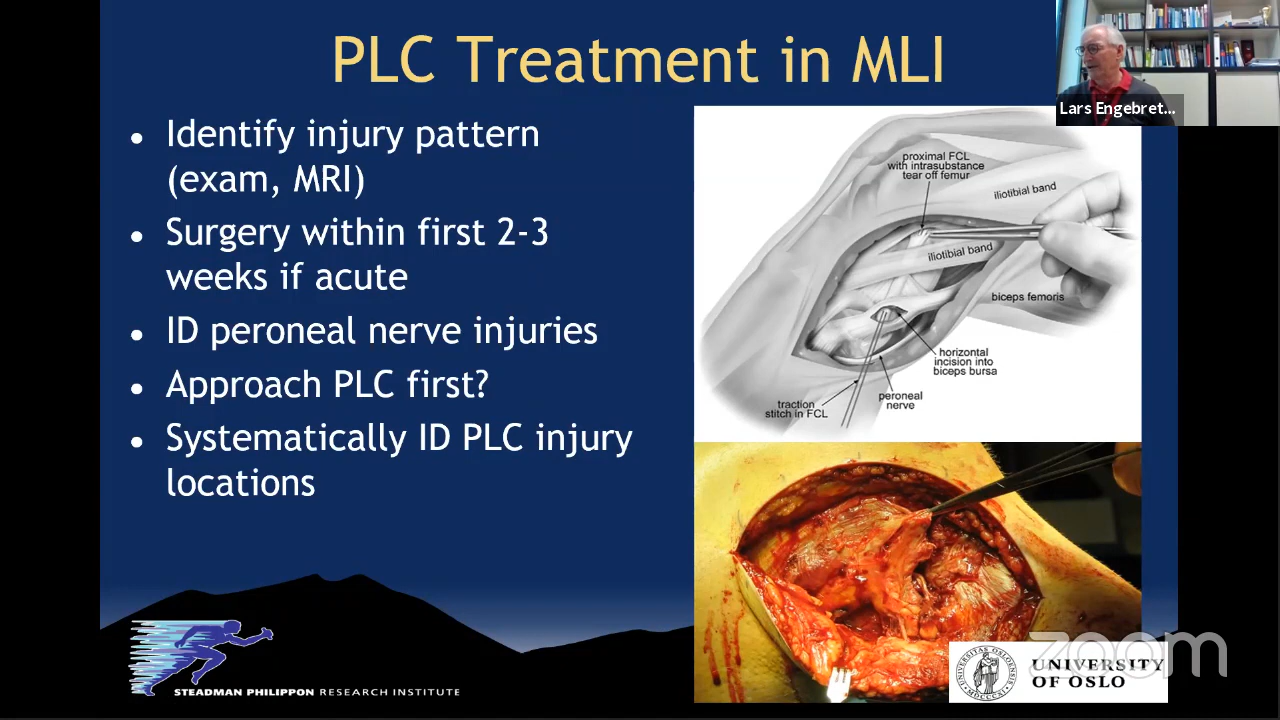 PLC Treatment in MLI
Lars Engebret...
• Identify injury pattern
(exam, MRI)
• Surgery within first 2-3
weeks if acute
• ID peroneal nerve injuries
• Approach PLC first?
• Systematically ID PLC injury
locations
proximal FCL
with intrasubstance
tear off femur
iliotibial band
iliotibial band
biceps femoris
horizontal
incision into
biceps bursa
peroneal
nerve
traction
stitch in FCL
STEADMAN PHILIPPON RESEARCH INSTITUTE
zoom
UNIVERSITAS OSLOENSIS
MDCCCXI
UNIVERSITY
OF OSLO